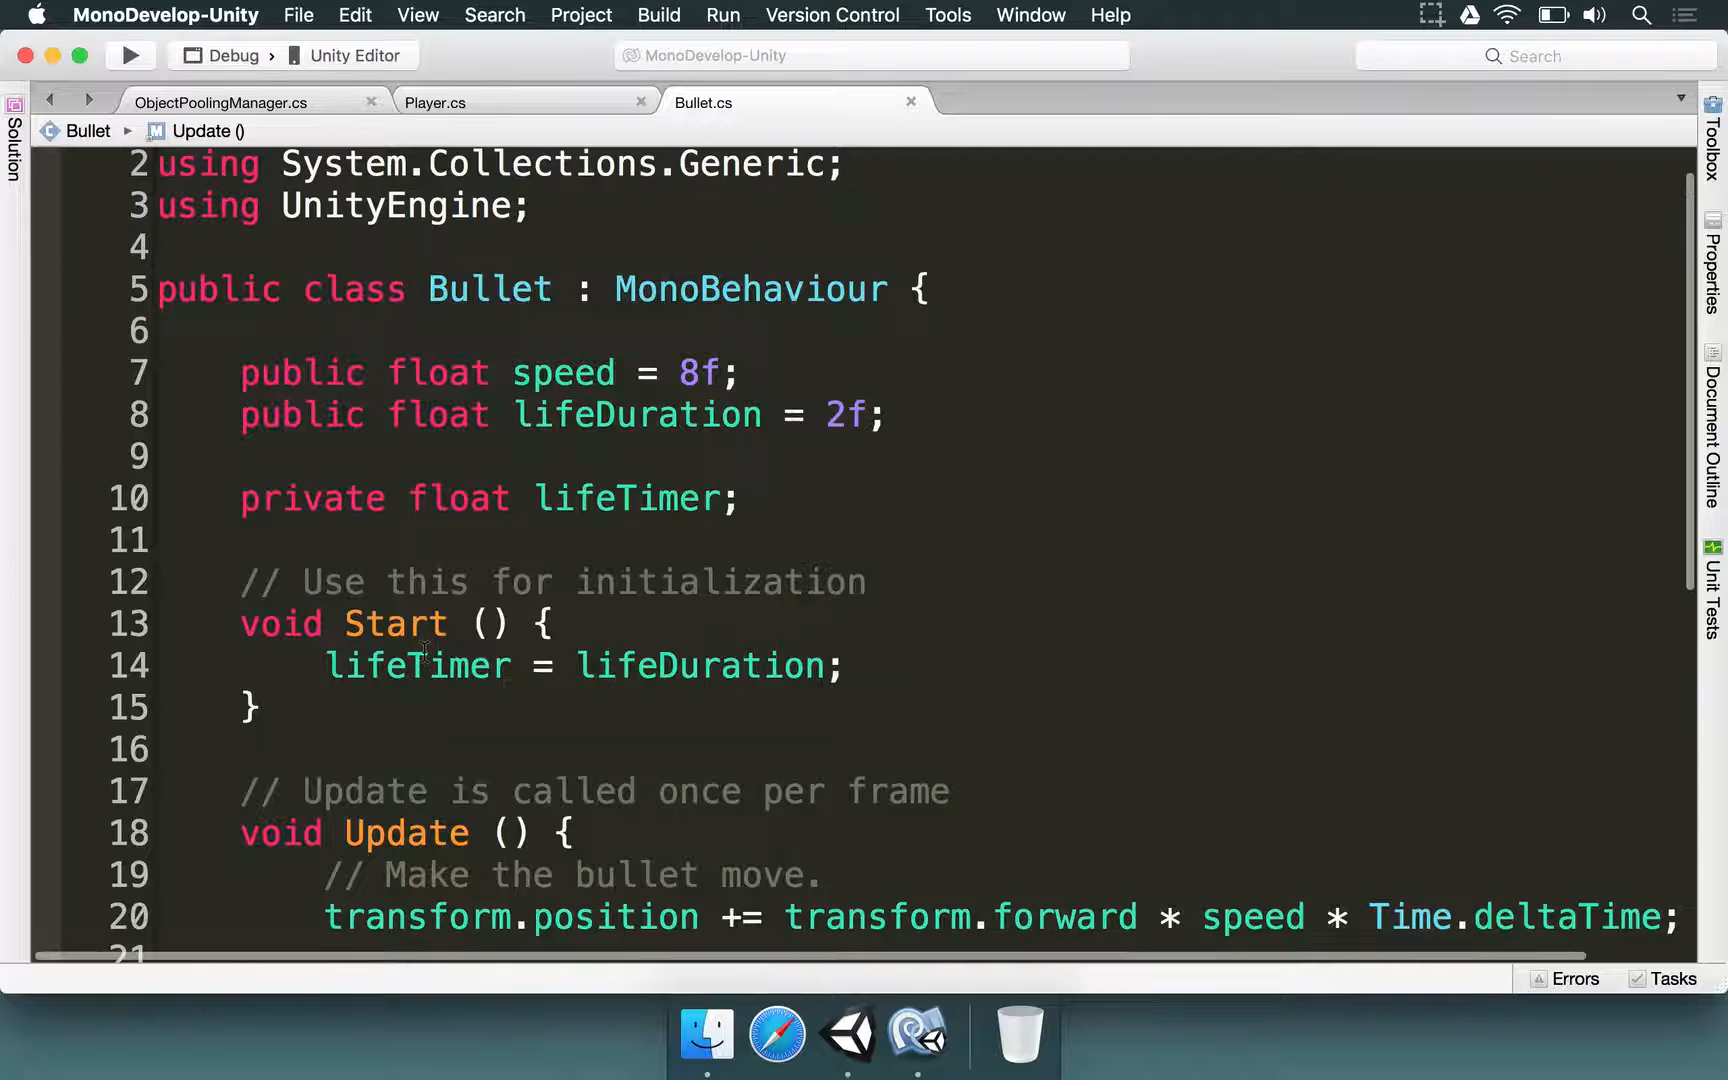 MonoDevelop-Unity File Edit View Search Project Build Run Version Control Tools Window Help
Debug › Unity Editor MonoDevelop-Unity Search
ObjectPoolingManager.cs Player.cs Bullet.cs
Bullet Update ()
Solution
Toolbox
Properties
Document Outline
Unit Tests
2 using System.Collections.Generic;
3 using UnityEngine;
4
5 public class Bullet : MonoBehaviour {
6
7 public float speed = 8f;
8 public float lifeDuration = 2f;
9
10 private float lifeTimer;
11
12 // Use this for initialization
13 void Start () {
14 lifeTimer = lifeDuration;
15 }
16
17 // Update is called once per frame
18 void Update () {
19 // Make the bullet move.
20 transform.position += transform.forward * speed * Time.deltaTime;
21
Errors Tasks